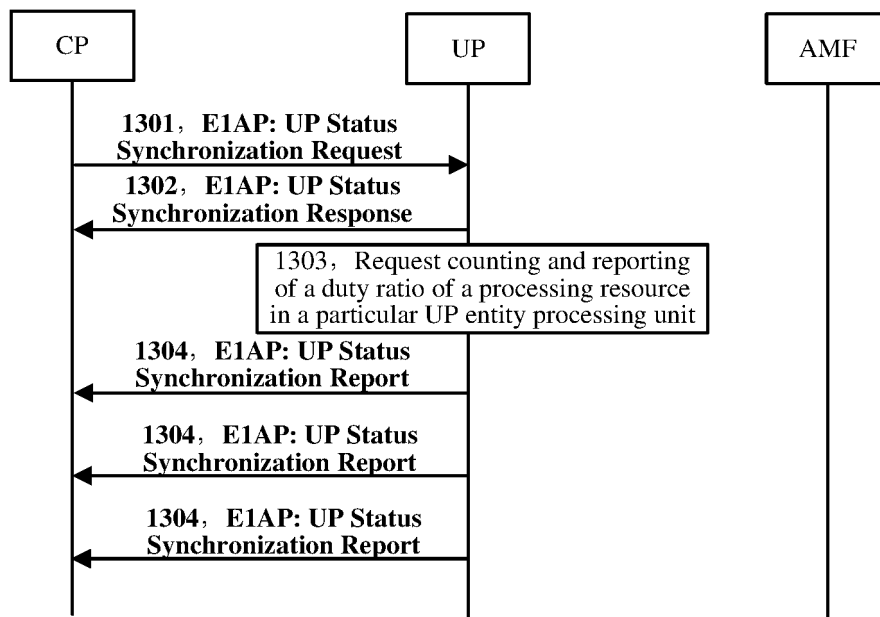 CP
UP
AMF
1301，E1AP: UP Status
Synchronization Request
1302，E1AP: UP Status
Synchronization Response
1303，Request counting and reporting
of a duty ratio of a processing resource
in a particular UP entity processing unit
1304，E1AP: UP Status
Synchronization Report
1304，E1AP: UP Status
Synchronization Report
1304，E1AP: UP Status
Synchronization Report